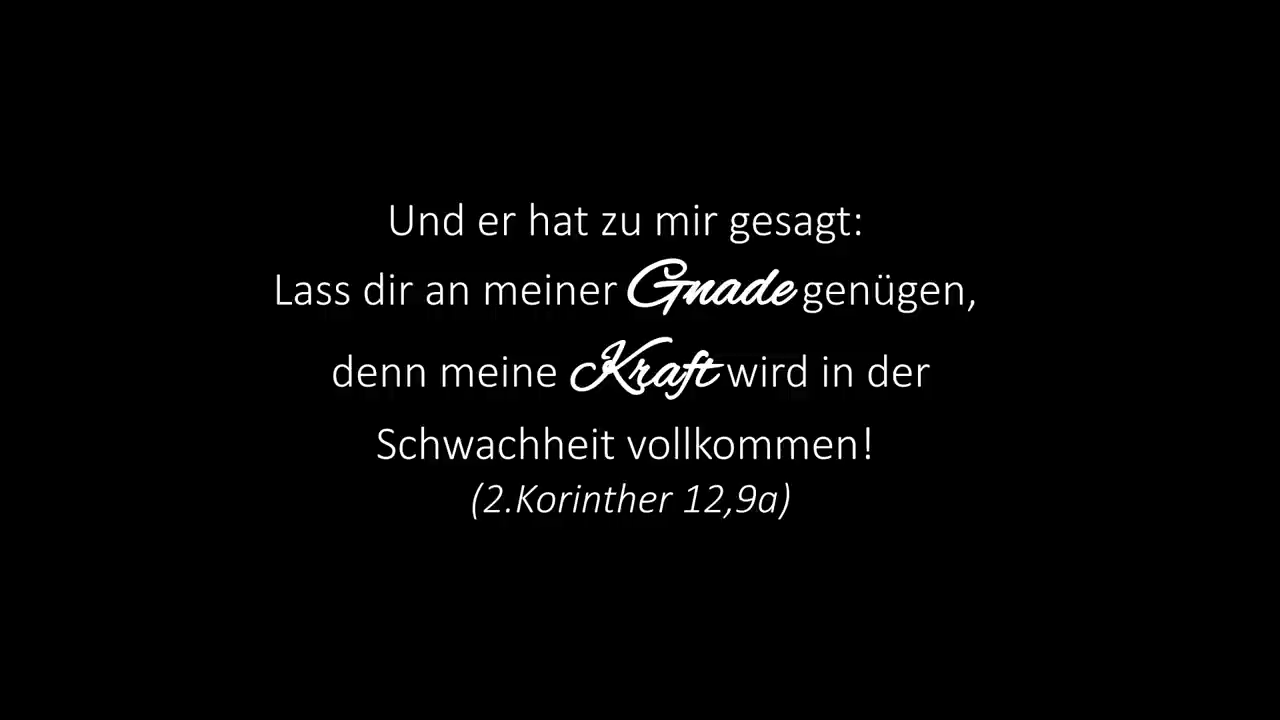 Und er hat zu mir gesagt:
Lass dir an meiner Gnade genügen,
denn meine Kraft wird in der
Schwachheit vollkommen!
(2.Korinther 12,9a)